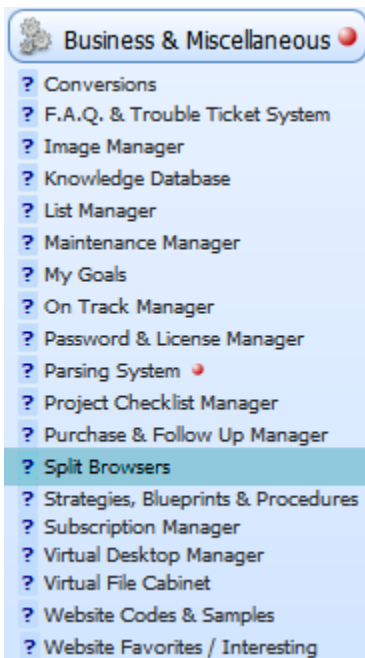 Business & Miscellaneous
? Conversions
? F.A.Q. & Trouble Ticket System
? Image Manager
? Knowledge Database
? List Manager
? Maintenance Manager
? My Goals
? On Track Manager
? Password & License Manager
? Parsing System
? Project Checklist Manager
? Purchase & Follow Up Manager
? Split Browsers
? Strategies, Blueprints & Procedures
? Subscription Manager
? Virtual Desktop Manager
? Virtual File Cabinet
? Website Codes & Samples
? Website Favorites / Interesting